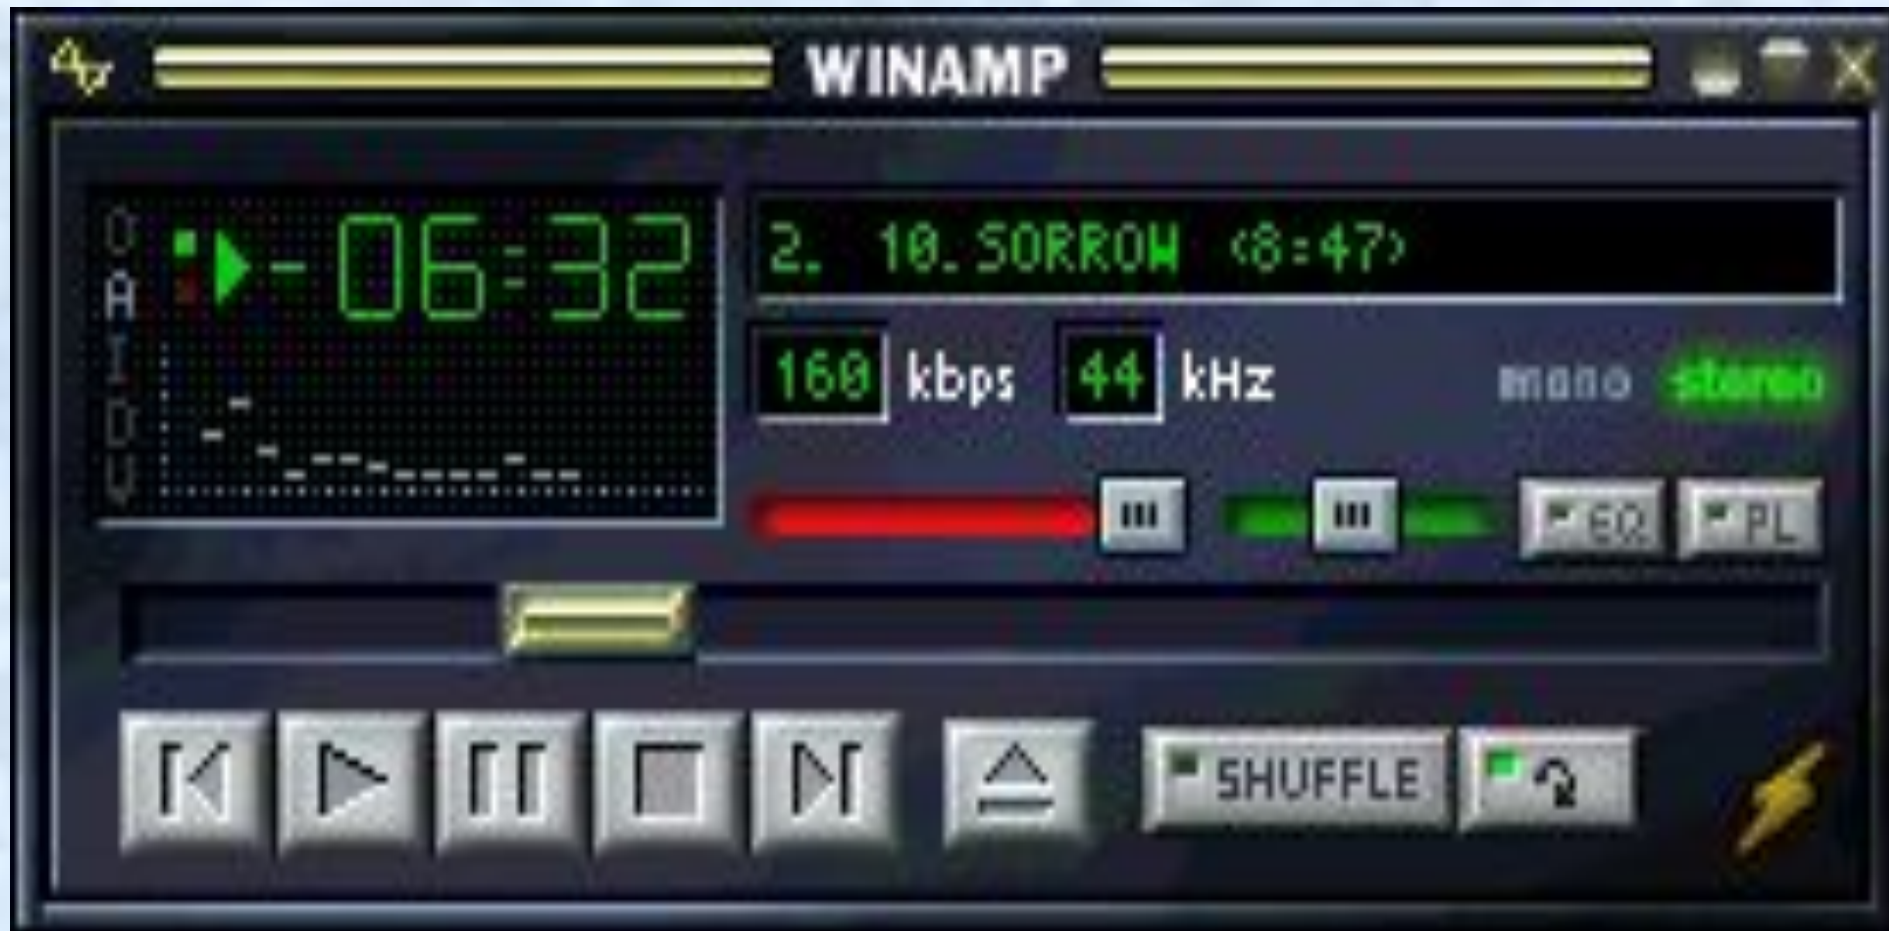 WINAMP
O
A
I
D
V
-06:32
2. 10.SORROW <8:47>
160 kbps 44 kHz mono stereo
EQ PL
SHUFFLE